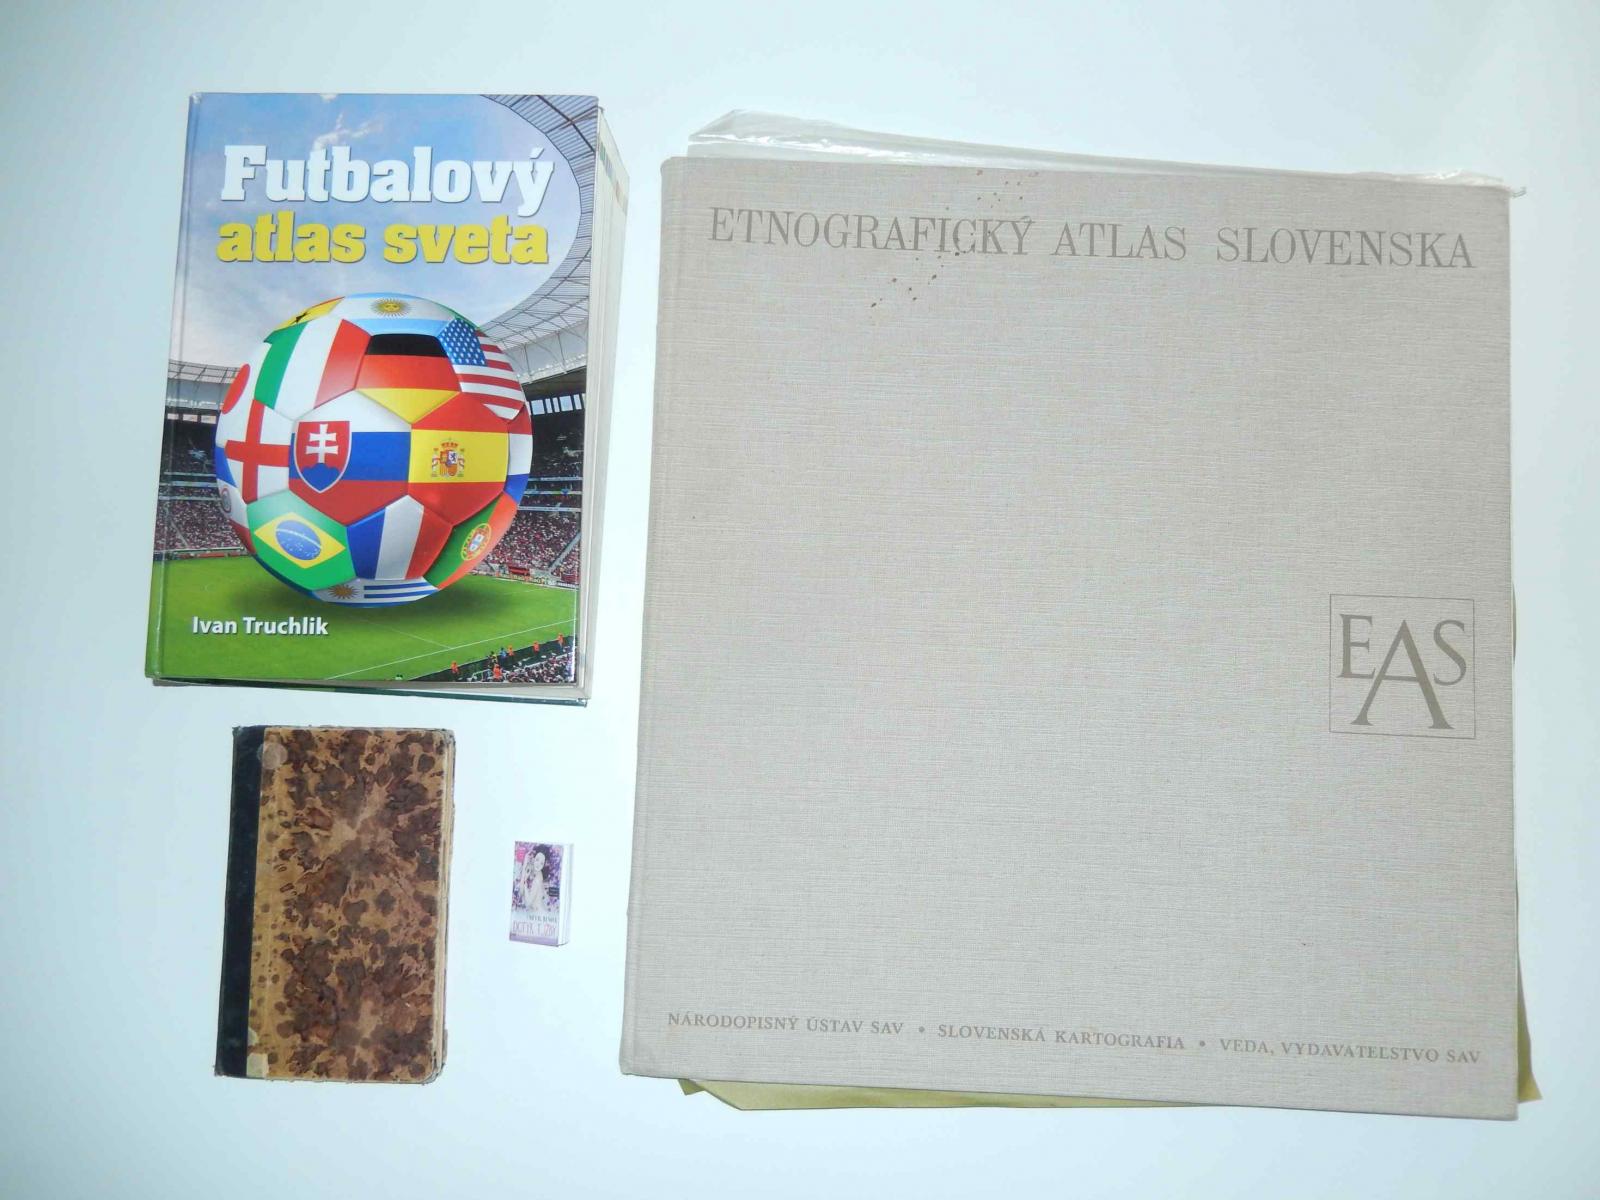 Futbalový
atlas sveta
Ivan Truchlik
ETNOGRAFICKÝ ATLAS SLOVENSKA
EAS
NÁRODOPISNÝ ÚSTAV SAV • SLOVENSKÁ KARTOGRAFIA • VEDA, VYDAVATEĽSTVO SAV